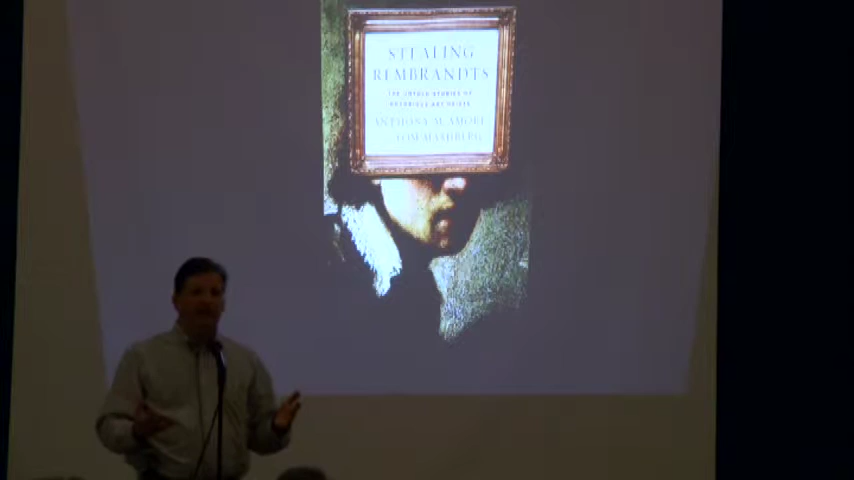 STEALING
REMBRANDTS
THE UNTOLD STORIES OF
NOTORIOUS ART HEISTS
ANTHONY M. AMORE
TOM MASHBERG